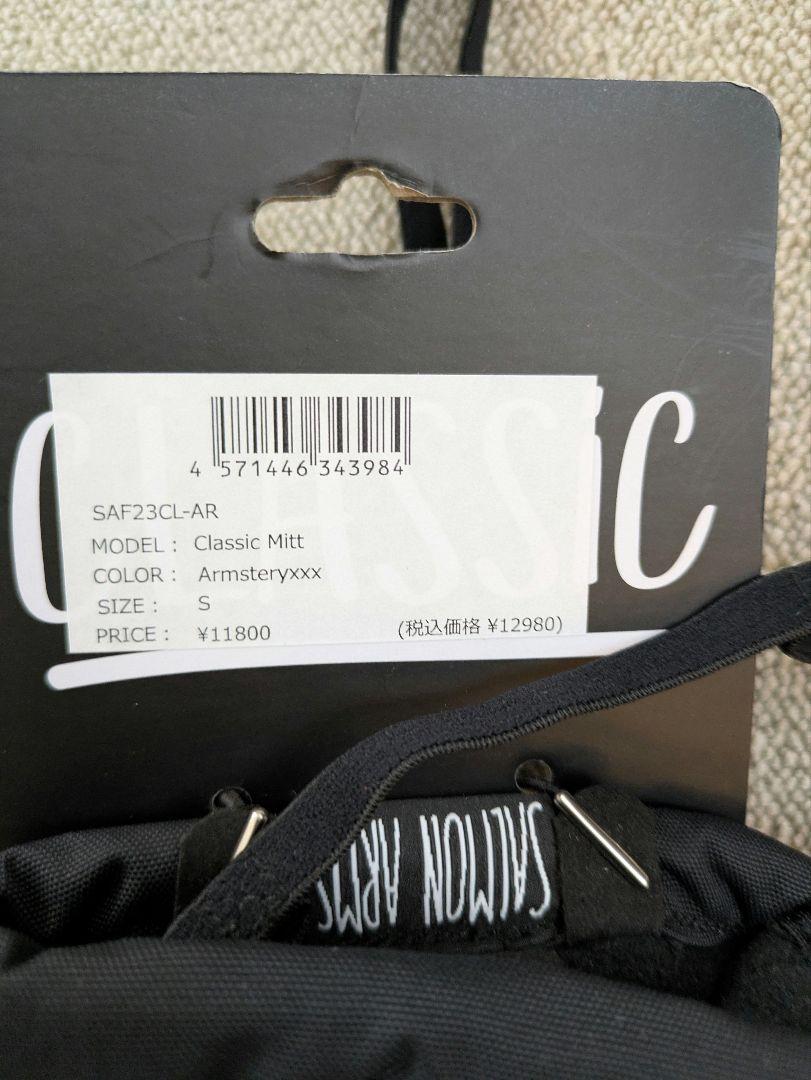 CLASSiC
4 571446 343984
SAF23CL-AR
MODEL : Classic Mitt
COLOR : Armsteryxxx
SIZE : S
PRICE : ¥11800 (税込価格 ¥12980)
SALMON ARMS